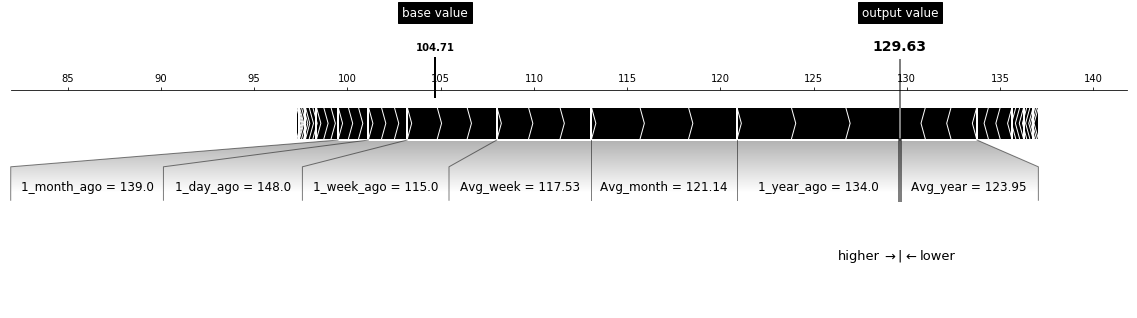 base value output value
104.71 129.63
85 90 95 100 105 110 115 120 125 130 135 140
1_month_ago = 139.0 1_day_ago = 148.0 1_week_ago = 115.0 Avg_week = 117.53 Avg_month = 121.14 1_year_ago = 134.0 Avg_year = 123.95
higher →|← lower